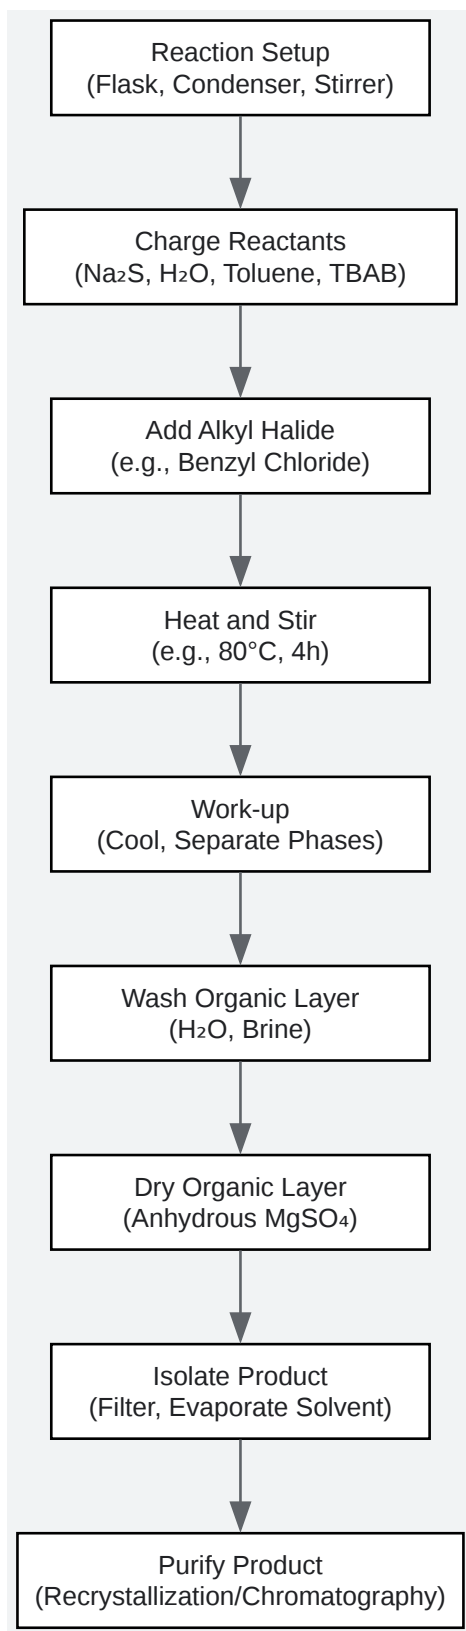 Reaction Setup
(Flask, Condenser, Stirrer)
Charge Reactants
(Na₂S, H₂O, Toluene, TBAB)
Add Alkyl Halide
(e.g., Benzyl Chloride)
Heat and Stir
(e.g., 80°C, 4h)
Work-up
(Cool, Separate Phases)
Wash Organic Layer
(H₂O, Brine)
Dry Organic Layer
(Anhydrous MgSO₄)
Isolate Product
(Filter, Evaporate Solvent)
Purify Product
(Recrystallization/Chromatography)